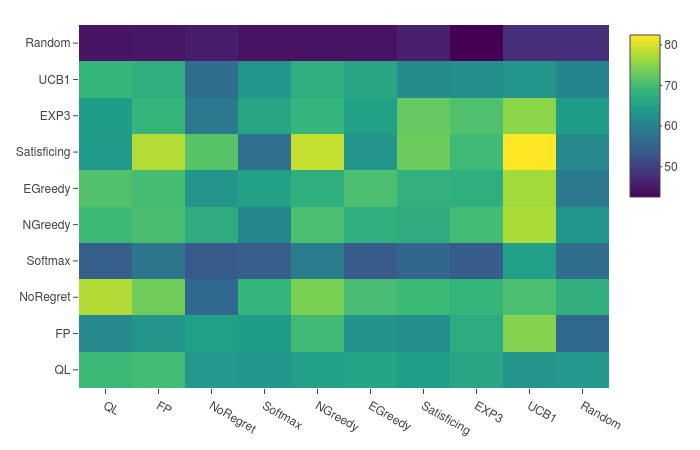 Random
UCB1
EXP3
Satisficing
EGreedy
NGreedy
Softmax
NoRegret
FP
QL
QL
FP
NoRegret
Softmax
NGreedy
EGreedy
Satisficing
EXP3
UCB1
Random
80
70
60
50